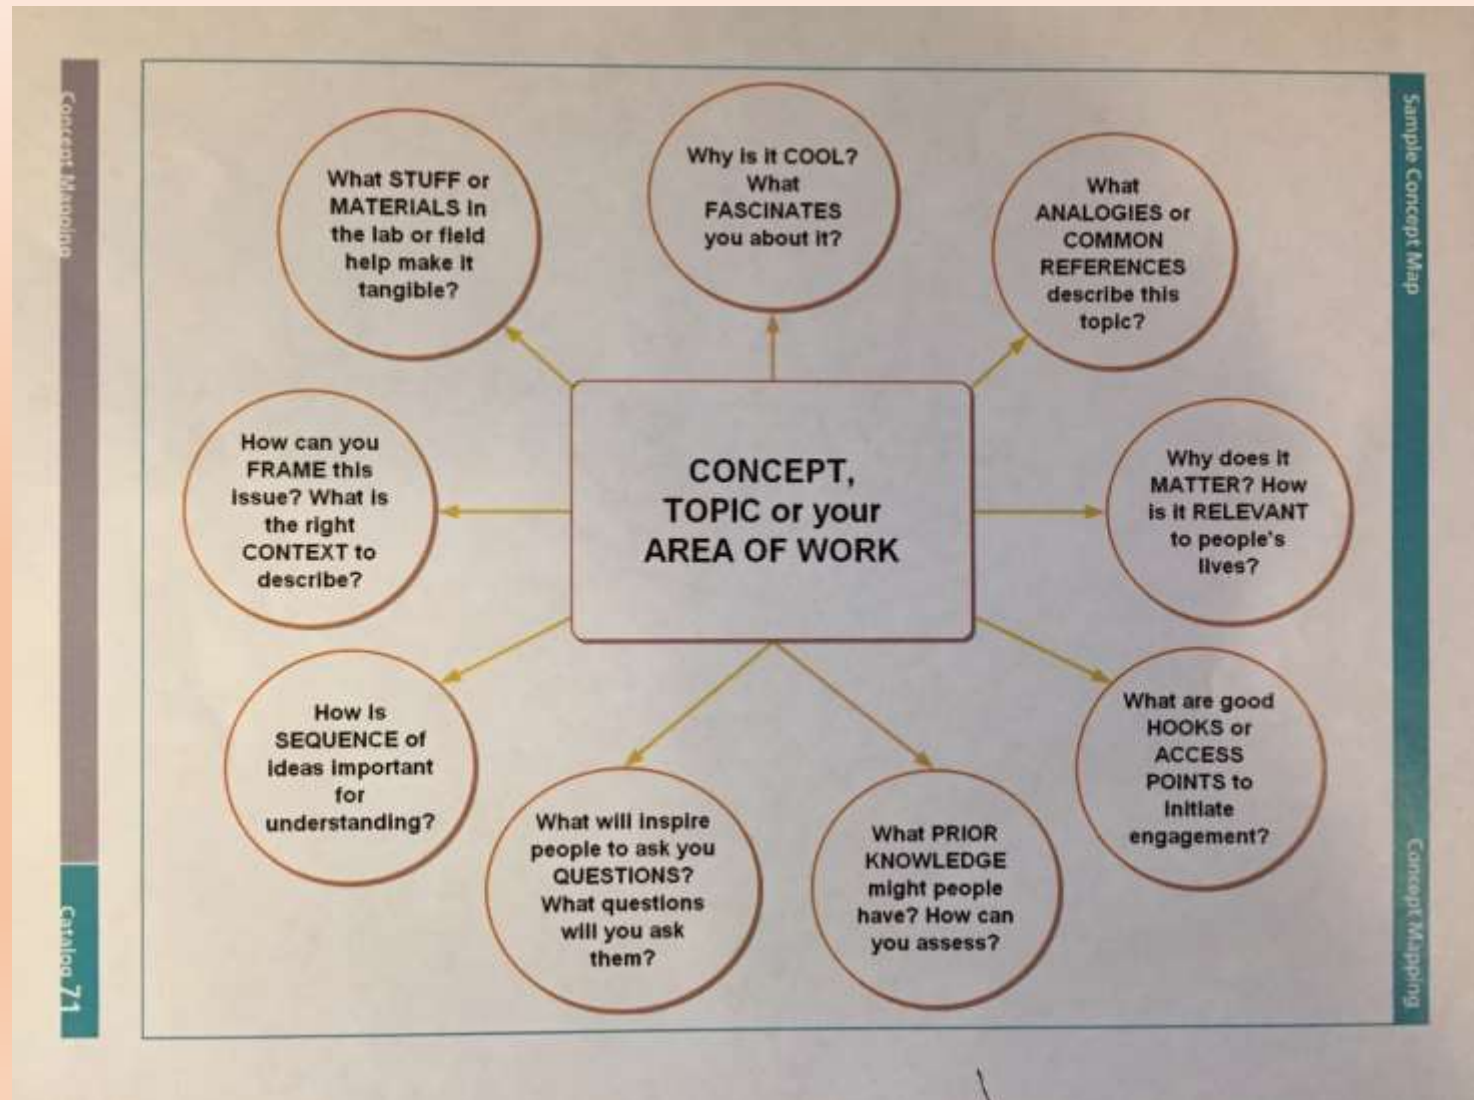 Concept Mapping
Catalog 71
Sample Concept Map
Concept Mapping
What STUFF or
MATERIALS in
the lab or field
help make it
tangible?
Why is it COOL?
What
FASCINATES
you about it?
What
ANALOGIES or
COMMON
REFERENCES
describe this
topic?
How can you
FRAME this
issue? What is
the right
CONTEXT to
describe?
CONCEPT,
TOPIC or your
AREA OF WORK
Why does it
MATTER? How
is it RELEVANT
to people's
lives?
How is
SEQUENCE of
ideas important
for
understanding?
What will inspire
people to ask you
QUESTIONS?
What questions
will you ask
them?
What PRIOR
KNOWLEDGE
might people
have? How can
you assess?
What are good
HOOKS or
ACCESS
POINTS to
initiate
engagement?